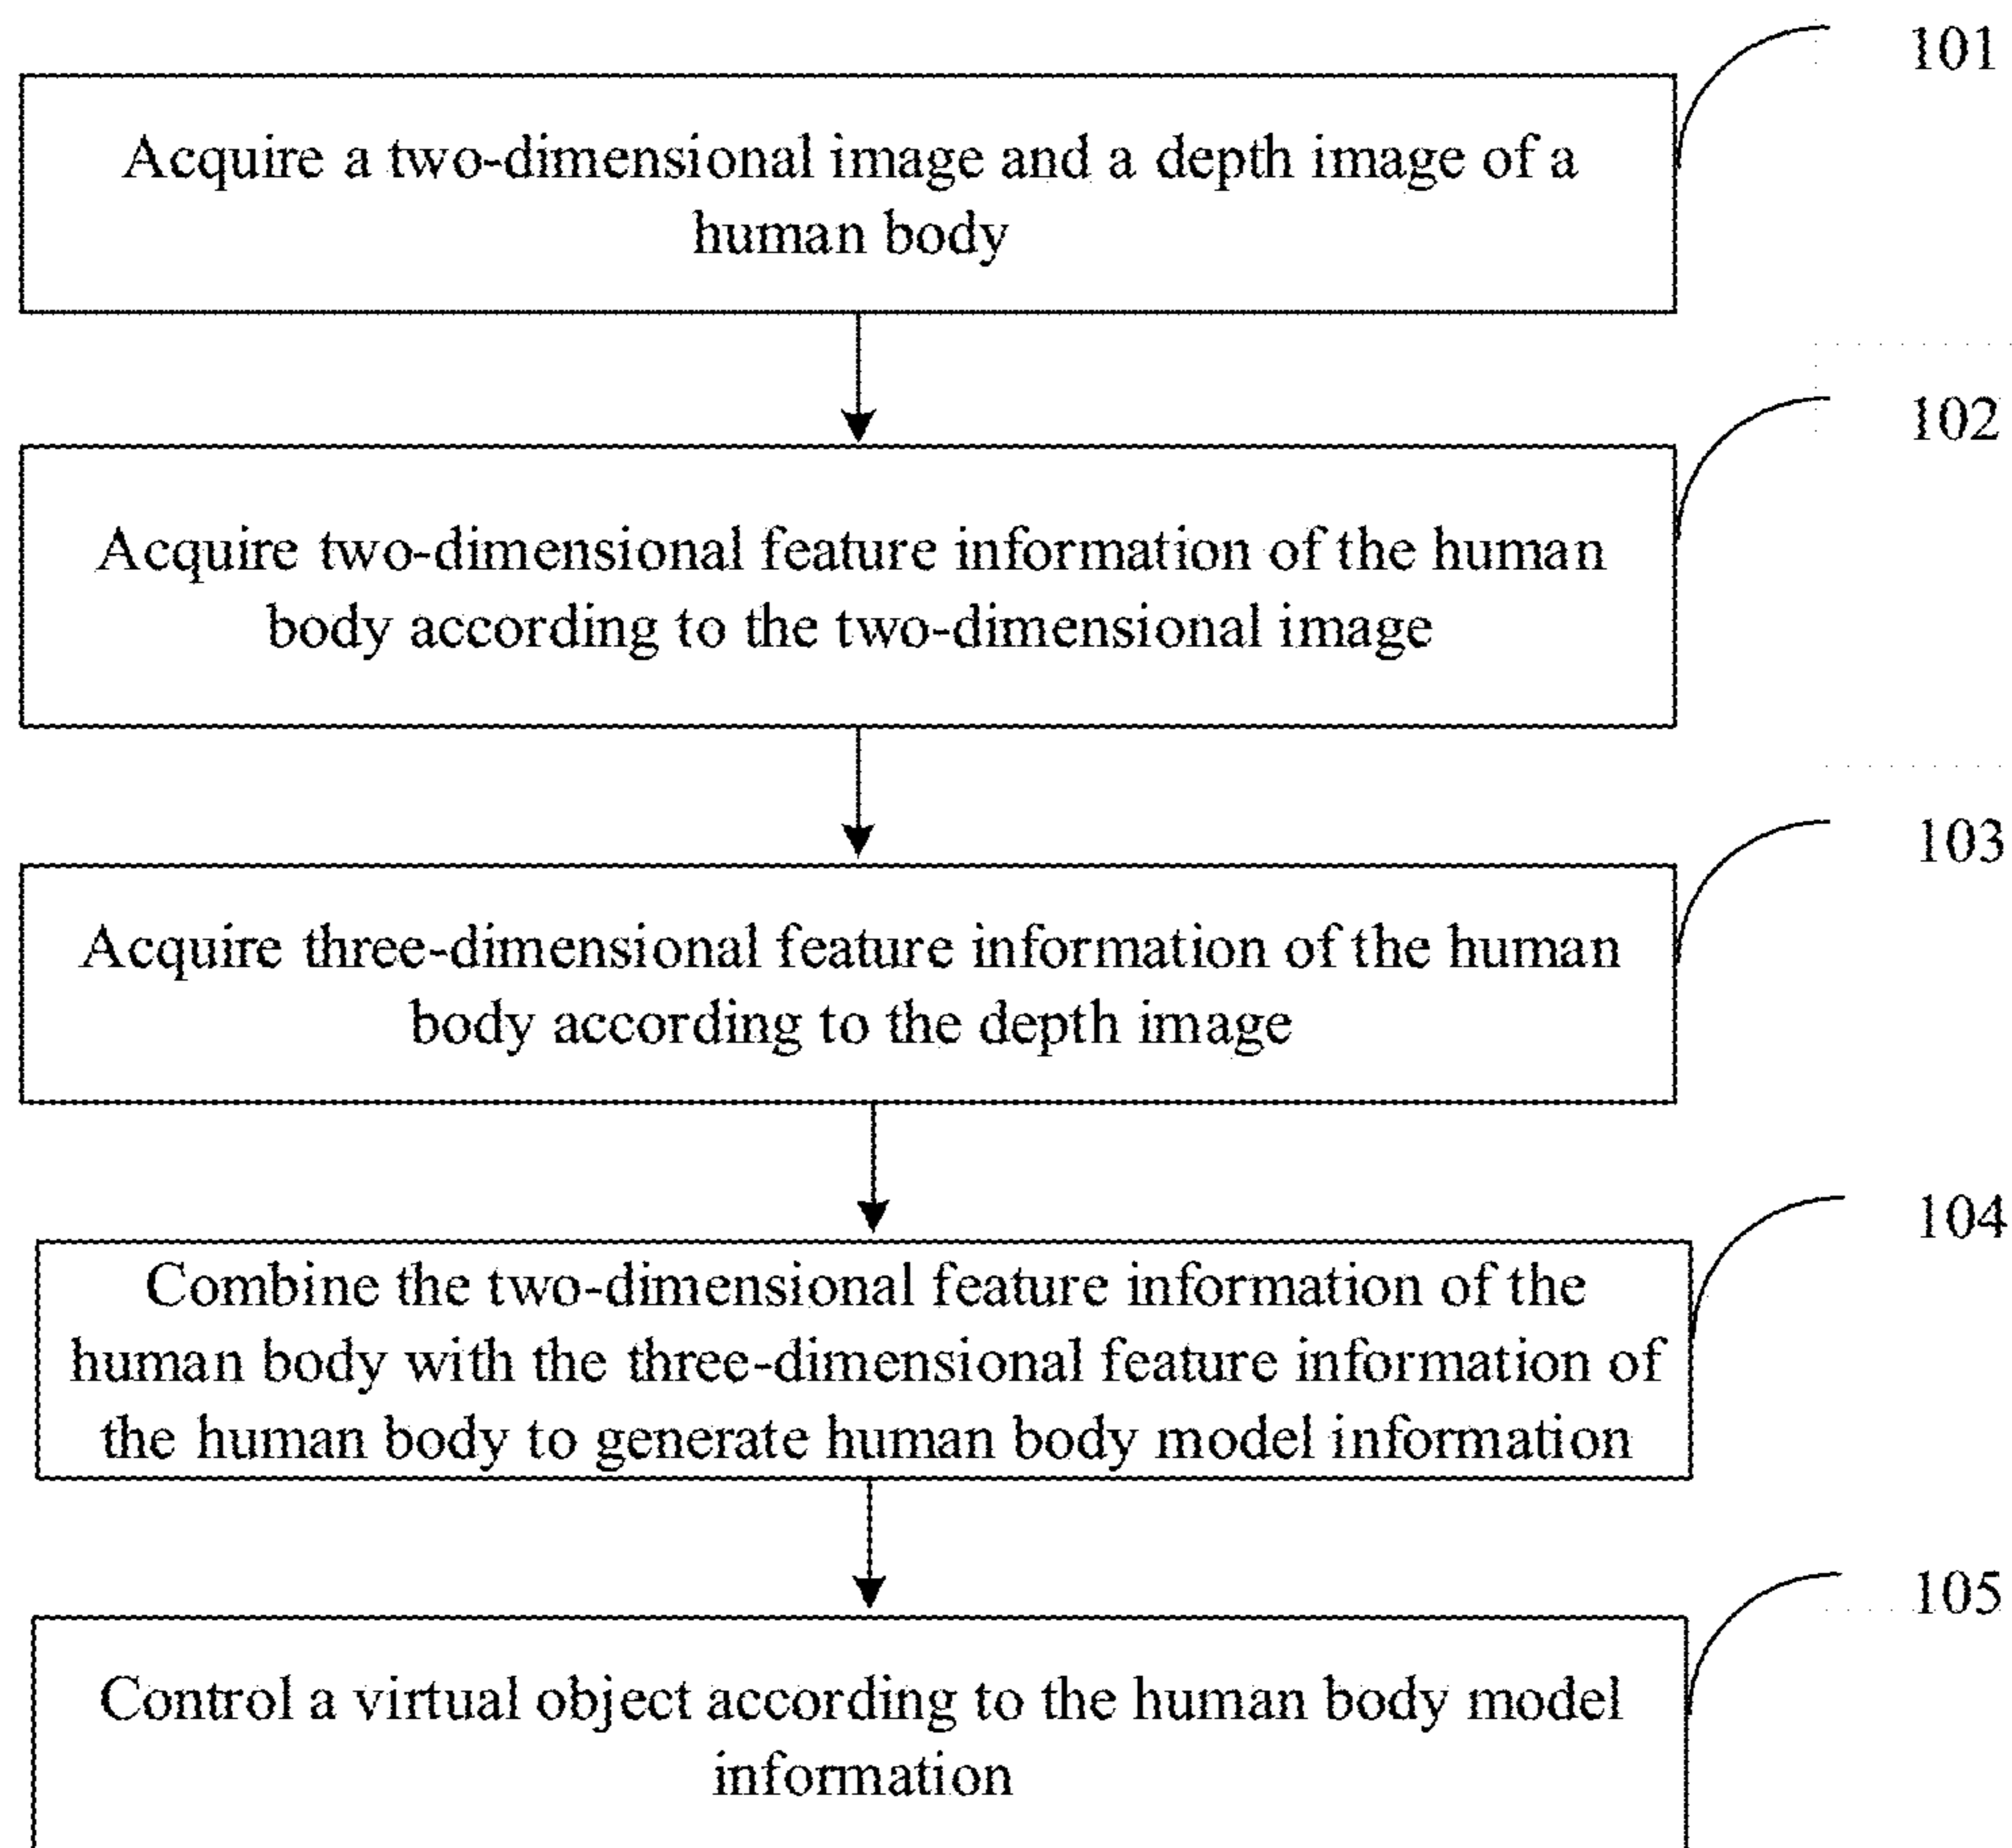 101
Acquire a two-dimensional image and a depth image of a
human body
102
Acquire two-dimensional feature information of the human
body according to the two-dimensional image
103
Acquire three-dimensional feature information of the human
body according to the depth image
104
Combine the two-dimensional feature information of the
human body with the three-dimensional feature information of
the human body to generate human body model information
105
Control a virtual object according to the human body model
information